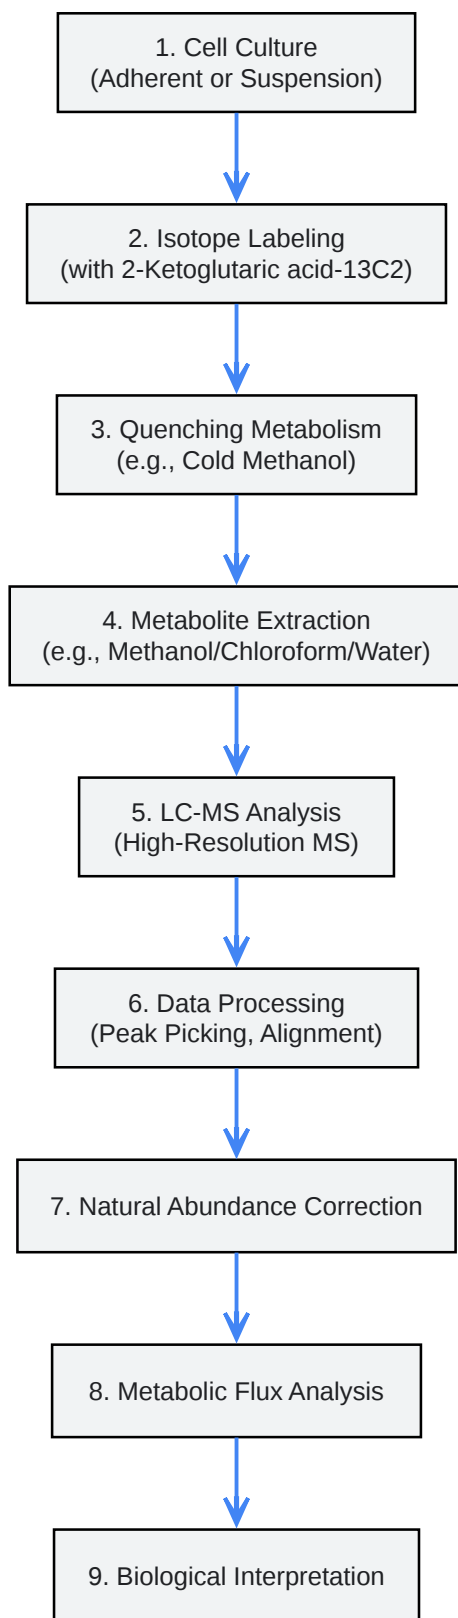 1. Cell Culture
(Adherent or Suspension)
2. Isotope Labeling
(with 2-Ketoglutaric acid-13C2)
3. Quenching Metabolism
(e.g., Cold Methanol)
4. Metabolite Extraction
(e.g., Methanol/Chloroform/Water)
5. LC-MS Analysis
(High-Resolution MS)
6. Data Processing
(Peak Picking, Alignment)
7. Natural Abundance Correction
8. Metabolic Flux Analysis
9. Biological Interpretation